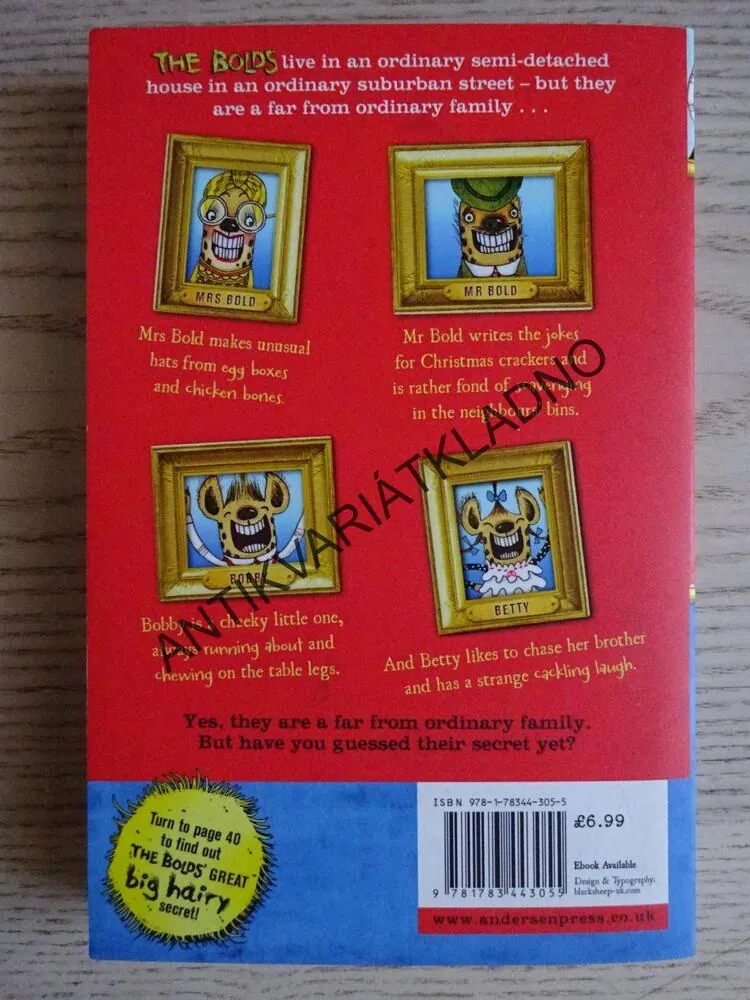 THE BOLDS live in an ordinary semi-detached
house in an ordinary suburban street – but they
are a far from ordinary family . . .
MRS BOLD
MR BOLD
Mrs Bold makes unusual
hats from egg boxes
and chicken bones.
Mr Bold writes the jokes
for Christmas crackers and
is rather fond of scavenging
in the neighbours' bins.
BOBBY
BETTY
Bobby is a cheeky little one,
always running about and
chewing on the table legs.
And Betty likes to chase her brother
and has a strange cackling laugh.
ANTIKVARIÁTKLADNO
Yes, they are a far from ordinary family.
But have you guessed their secret yet?
Turn to page 40
to find out
THE BOLDS' GREAT
big hairy
secret!
ISBN 978-1-78344-305-5
£6.99
9 781783 443055
Ebook Available
Design & Typography:
blacksheep-uk.com
www.andersenpress.co.uk